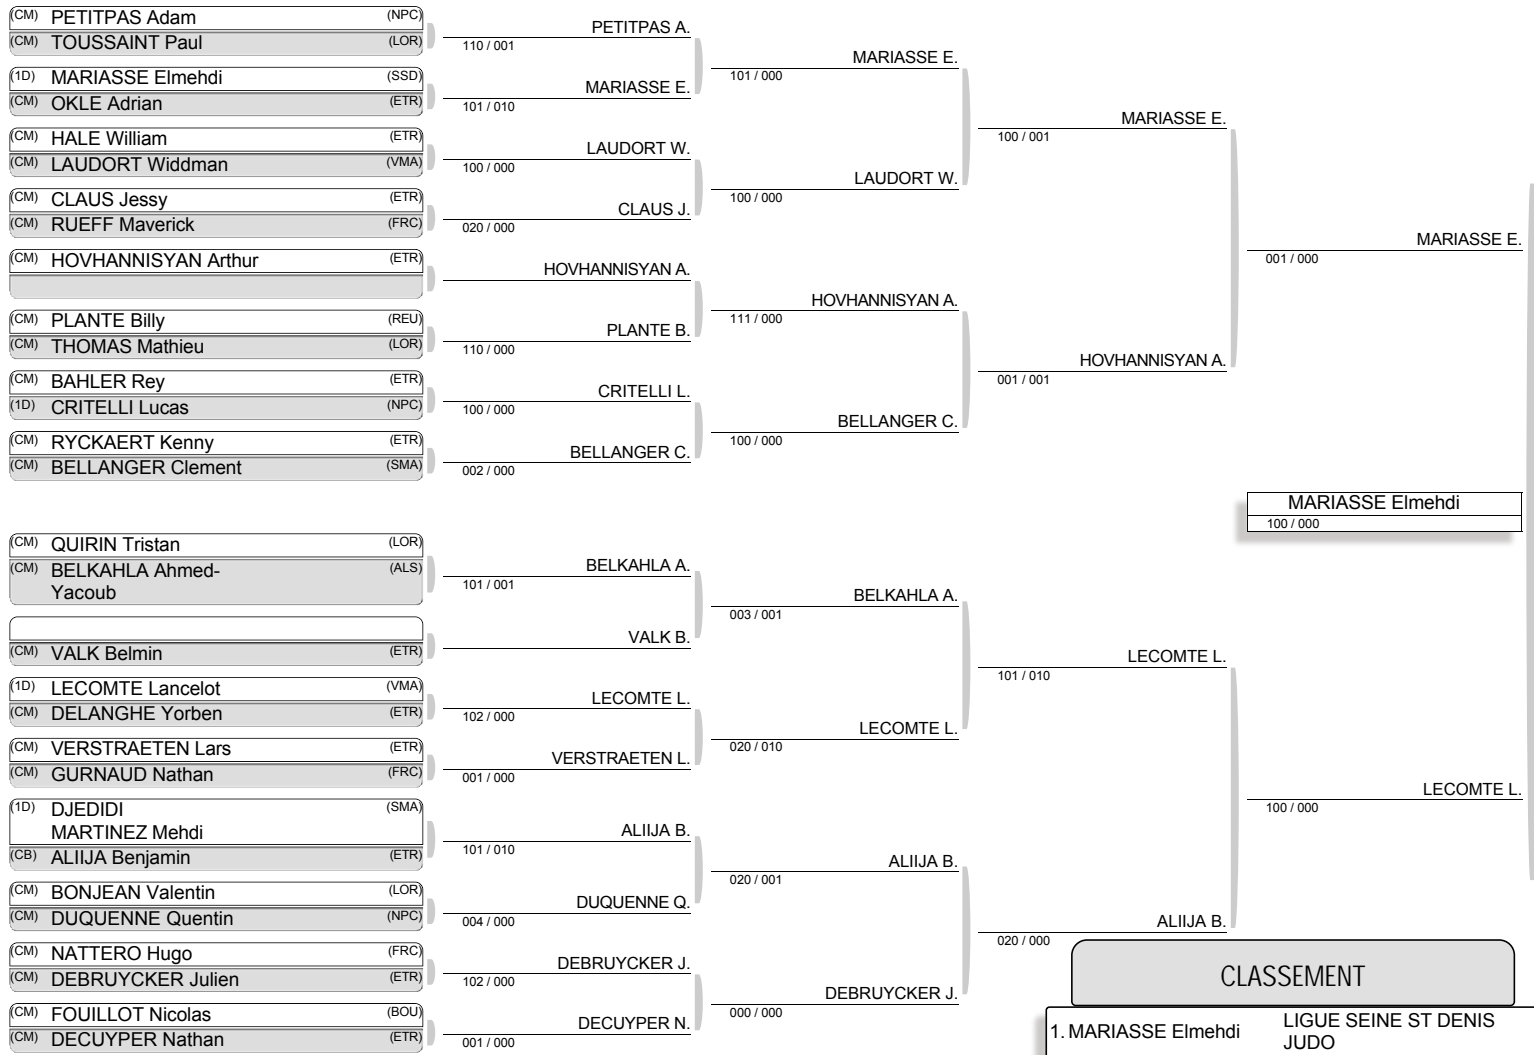 (CM) PETITPAS Adam (NPC)
(CM) TOUSSAINT Paul (LOR)
(1D) MARIASSE Elmehdi (SSD)
(CM) OKLE Adrian (ETR)
(CM) HALE William (ETR)
(CM) LAUDORT Widdman (VMA)
(CM) CLAUS Jessy (ETR)
(CM) RUEFF Maverick (FRC)
(CM) HOVHANNISYAN Arthur (ETR)
(CM) PLANTE Billy (REU)
(CM) THOMAS Mathieu (LOR)
(CM) BAHLER Rey (ETR)
(1D) CRITELLI Lucas (NPC)
(CM) RYCKAERT Kenny (ETR)
(CM) BELLANGER Clement (SMA)
(CM) QUIRIN Tristan (LOR)
(CM) BELKAHLA Ahmed- (ALS)
Yacoub
(CM) VALK Belmin (ETR)
(1D) LECOMTE Lancelot (VMA)
(CM) DELANGHE Yorben (ETR)
(CM) VERSTRAETEN Lars (ETR)
(CM) GURNAUD Nathan (FRC)
(1D) DJEDIDI (SMA)
MARTINEZ Mehdi
(CB) ALIIJA Benjamin (ETR)
(CM) BONJEAN Valentin (LOR)
(CM) DUQUENNE Quentin (NPC)
(CM) NATTERO Hugo (FRC)
(CM) DEBRUYCKER Julien (ETR)
(CM) FOUILLOT Nicolas (BOU)
(CM) DECUYPER Nathan (ETR)
PETITPAS A.
110 / 001
MARIASSE E.
101 / 010
LAUDORT W.
100 / 000
CLAUS J.
020 / 000
HOVHANNISYAN A.
PLANTE B.
110 / 000
CRITELLI L.
100 / 000
BELLANGER C.
002 / 000
BELKAHLA A.
101 / 001
VALK B.
LECOMTE L.
102 / 000
VERSTRAETEN L.
001 / 000
ALIIJA B.
101 / 010
DUQUENNE Q.
004 / 000
DEBRUYCKER J.
102 / 000
DECUYPER N.
001 / 000
MARIASSE E.
101 / 000
LAUDORT W.
100 / 000
HOVHANNISYAN A.
111 / 000
BELLANGER C.
100 / 000
BELKAHLA A.
003 / 001
LECOMTE L.
020 / 010
ALIIJA B.
020 / 001
DEBRUYCKER J.
000 / 000
MARIASSE E.
100 / 001
HOVHANNISYAN A.
001 / 001
LECOMTE L.
101 / 010
ALIIJA B.
020 / 000
MARIASSE E.
001 / 000
MARIASSE Elmehdi
100 / 000
LECOMTE L.
100 / 000
CLASSEMENT
1. MARIASSE Elmehdi LIGUE SEINE ST DENIS
JUDO